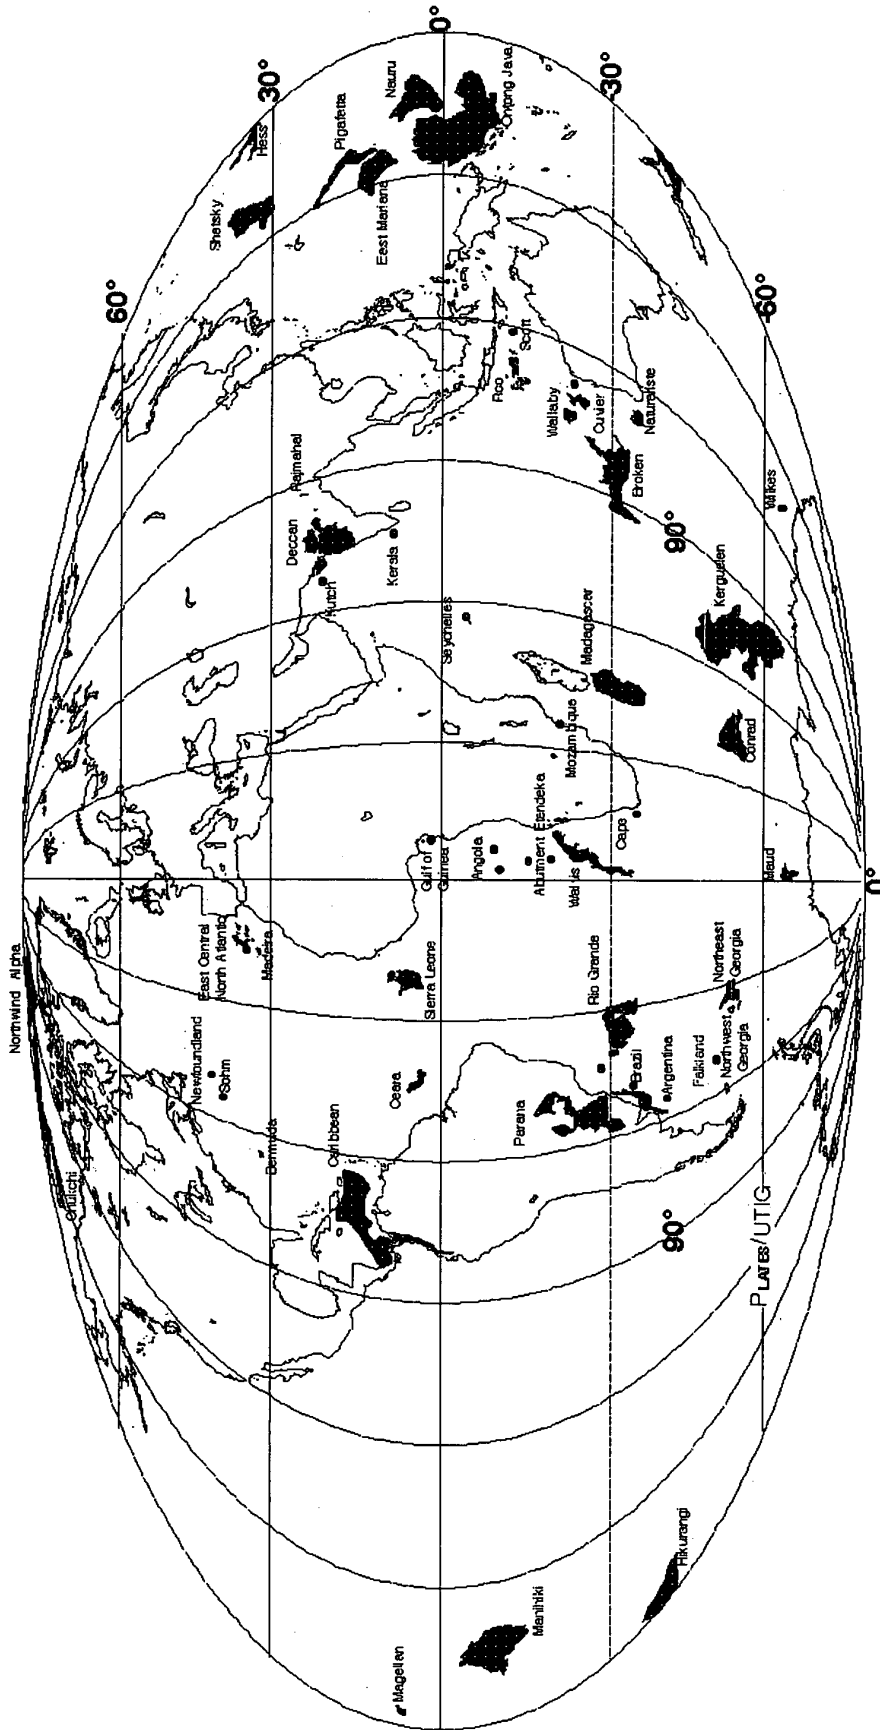 Northwind Alpha
Chukchi
60°
30°
0°
-30°
-60°
90°
90°
0°
Newfoundland
Sohm
East Central
North Atlantic
Madeira
Bermuda
Caribbean
Ceara
Sierra Leone
Gulf of
Guinea
Angola
Abutment Etendeka
Walvis
Cape
Mozambique
Madagascar
Seychelles
Kutch
Deccan
Kerala
Rajmahal
Shatsky
Hess
Pigafetta
East Mariana
Nauru
Ontong Java
Roo
Scott
Wallaby
Cuvier
Naturaliste
Broken
Wilkes
Kerguelen
Conrad
Maud
Rio Grande
Parana
Brazil
Argentina
Falkland
Northwest
Georgia
Northeast
Georgia
PLATES/UTIG
Magellan
Manihiki
Hikurangi